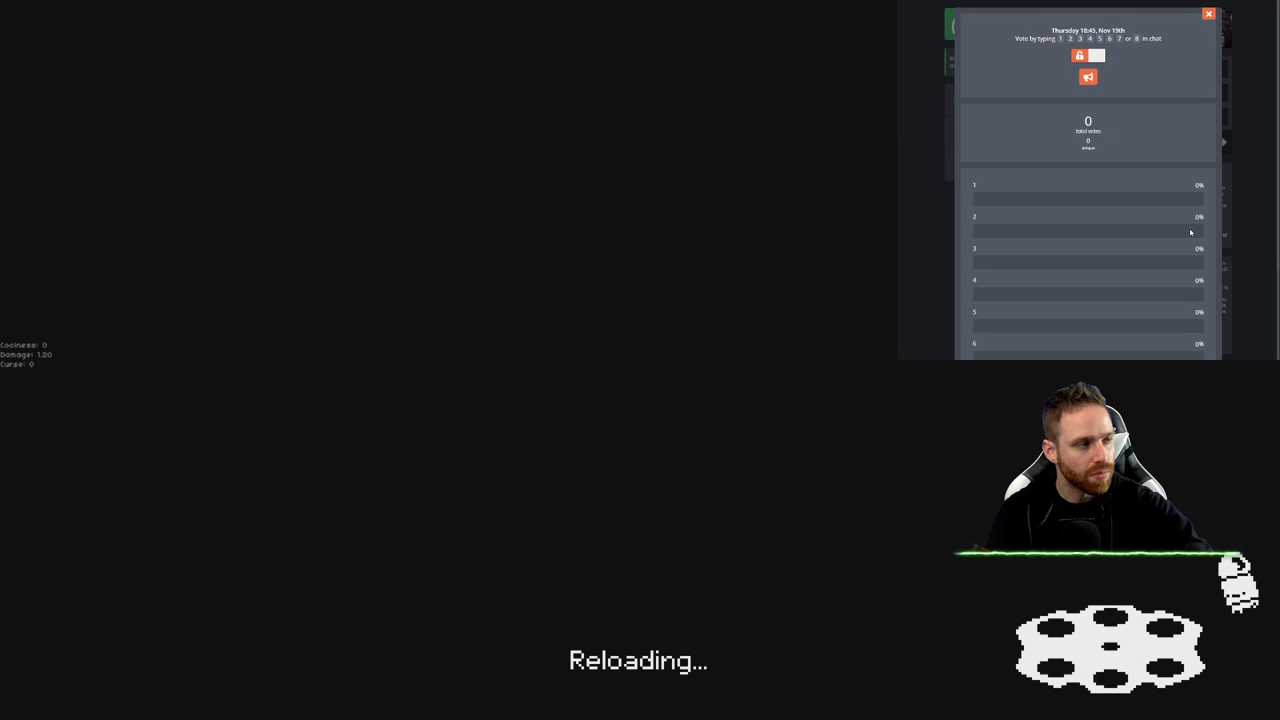 Thursday 18:45, Nov 19th
Vote by typing 1 2 3 4 5 6 7 or 8 in chat
0
total votes
0
unique
1 0%
2 0%
3 0%
4 0%
5 0%
6 0%
Coolness: 0
Damage: 1.20
Curse: 0
Reloading...